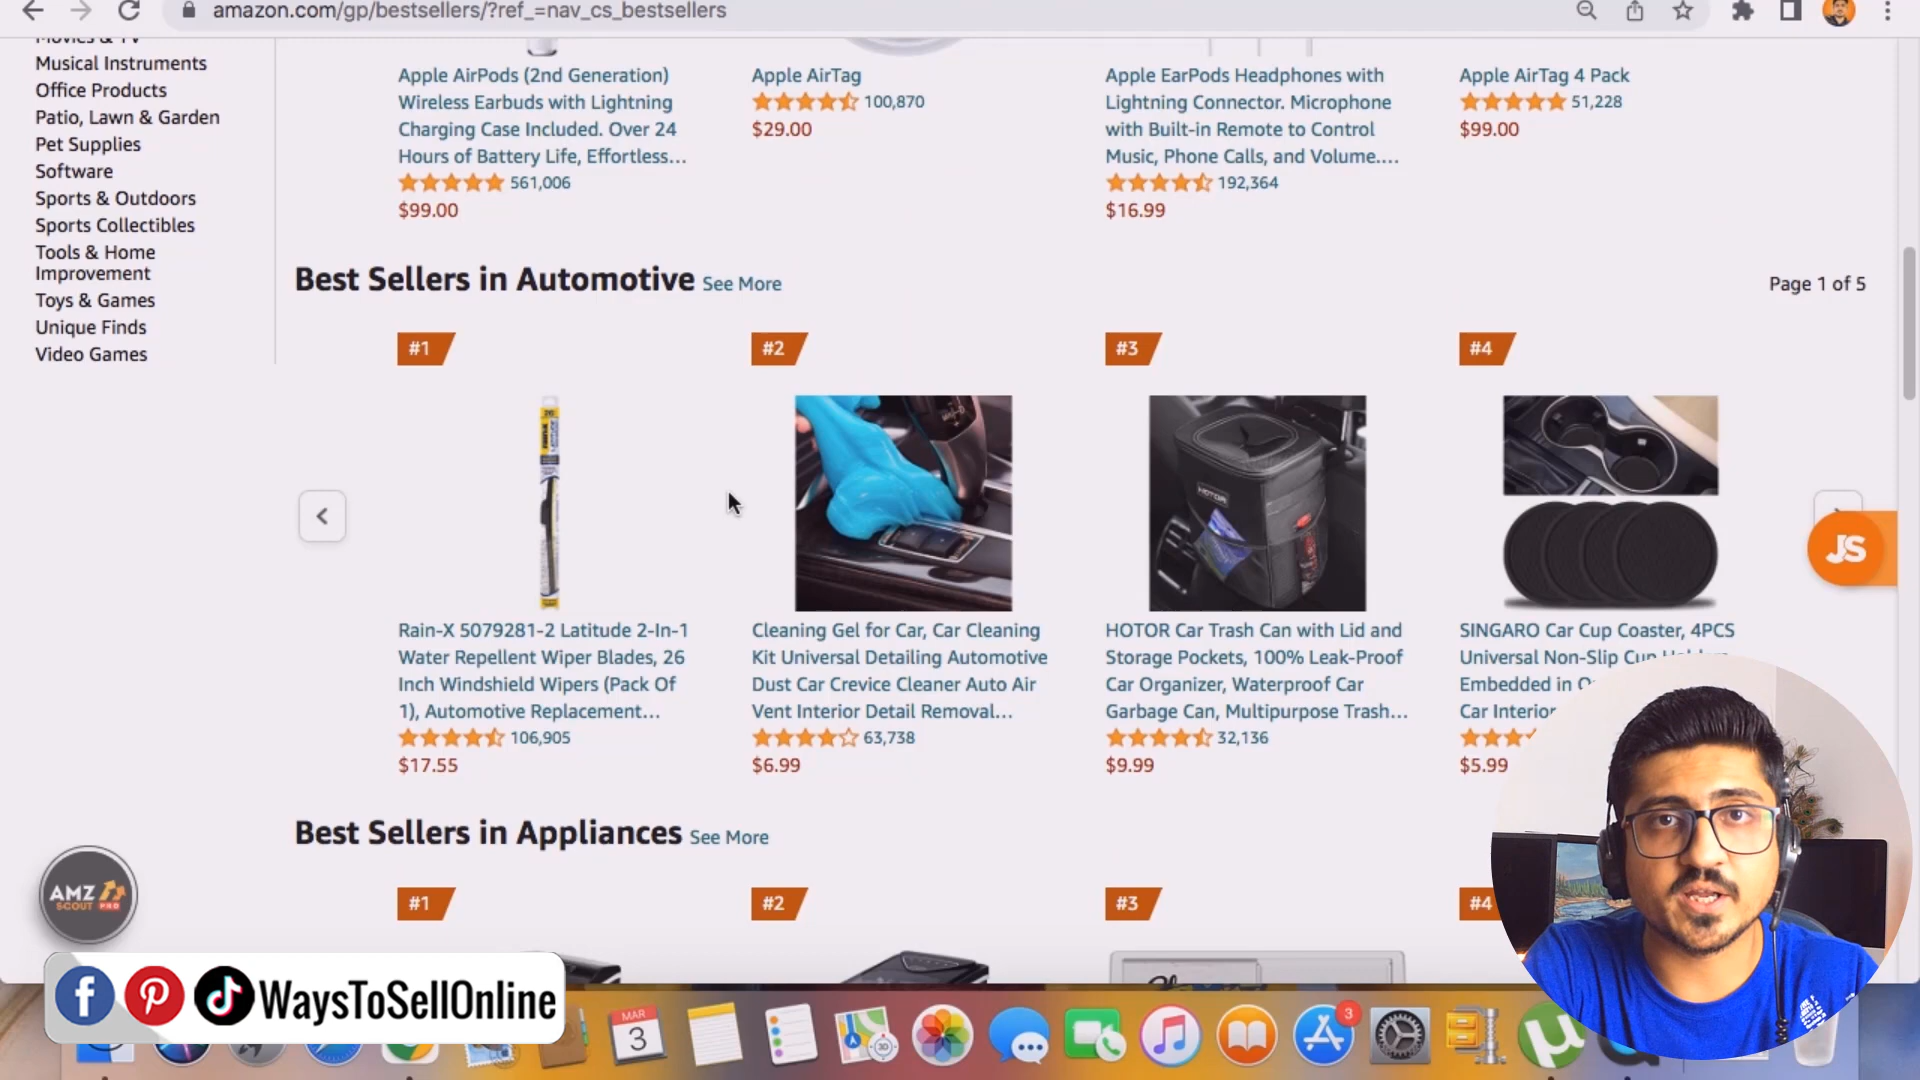 amazon.com/gp/bestsellers/?ref_=nav_cs_bestsellers
Movies & TV
Musical Instruments
Office Products
Patio, Lawn & Garden
Pet Supplies
Software
Sports & Outdoors
Sports Collectibles
Tools & Home
Improvement
Toys & Games
Unique Finds
Video Games
Apple AirPods (2nd Generation)
Wireless Earbuds with Lightning
Charging Case Included. Over 24
Hours of Battery Life, Effortless...
561,006
$99.00
Apple AirTag
100,870
$29.00
Apple EarPods Headphones with
Lightning Connector. Microphone
with Built-in Remote to Control
Music, Phone Calls, and Volume....
192,364
$16.99
Apple AirTag 4 Pack
51,228
$99.00
Best Sellers in Automotive See More
Page 1 of 5
#1
Rain-X 5079281-2 Latitude 2-In-1
Water Repellent Wiper Blades, 26
Inch Windshield Wipers (Pack Of
1), Automotive Replacement...
106,905
$17.55
#2
Cleaning Gel for Car, Car Cleaning
Kit Universal Detailing Automotive
Dust Car Crevice Cleaner Auto Air
Vent Interior Detail Removal...
63,738
$6.99
#3
HOTOR
HOTOR Car Trash Can with Lid and
Storage Pockets, 100% Leak-Proof
Car Organizer, Waterproof Car
Garbage Can, Multipurpose Trash...
32,136
$9.99
#4
SINGARO Car Cup Coaster, 4PCS
Universal Non-Slip Cup Holders
Embedded in
Car Interior
$5.99
JS
Best Sellers in Appliances See More
#1
#2
#3
#4
AMZ
SCOUT PRO
WaysToSellOnline
MAR
3
3D
3